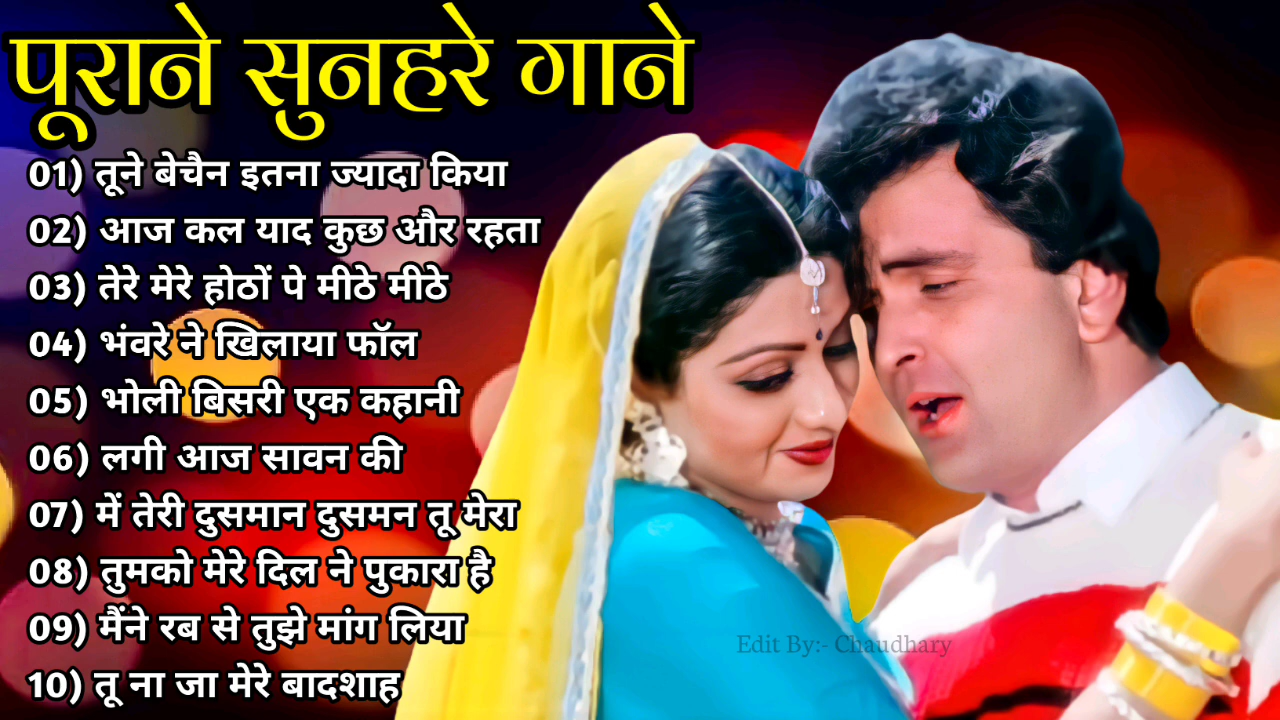 पूराने सुनहरे गाने
01) तूने बेचैन इतना ज्यादा किया
02) आज कल याद कुछ और रहता
03) तेरे मेरे होठों पे मीठे मीठे
04) भंवरे ने खिलाया फॉल
05) भोली बिसरी एक कहानी
06) लगी आज सावन की
07) में तेरी दुसमान दुसमन तू मेरा
08) तुमको मेरे दिल ने पुकारा है
09) मैंने रब से तुझे मांग लिया
10) तू ना जा मेरे बादशाह
Edit By:- Chaudhary